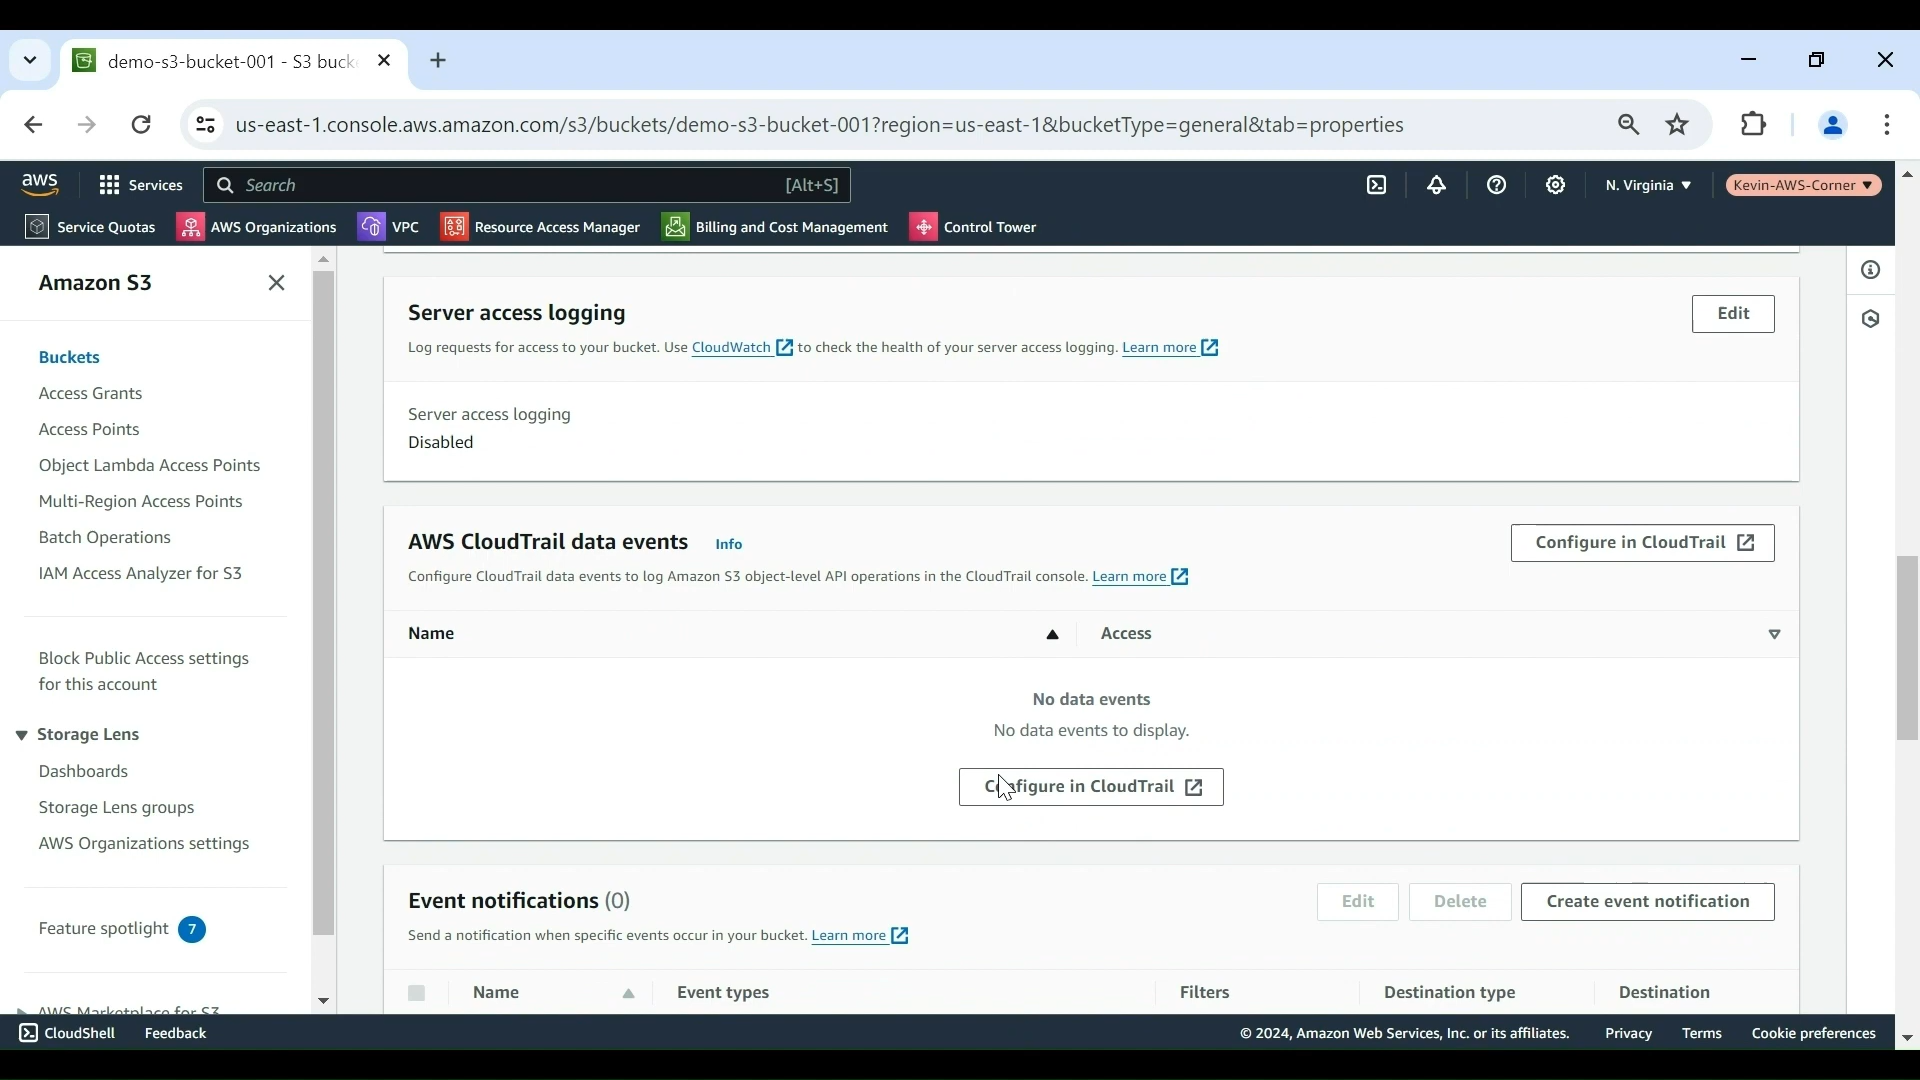 demo-s3-bucket-001 - S3 buck
us-east-1.console.aws.amazon.com/s3/buckets/demo-s3-bucket-001?region=us-east-1&bucketType=general&tab=properties
aws Services Search [Alt+S] N. Virginia Kevin-AWS-Corner
Service Quotas AWS Organizations VPC Resource Access Manager Billing and Cost Management Control Tower
Amazon S3
Buckets
Access Grants
Access Points
Object Lambda Access Points
Multi-Region Access Points
Batch Operations
IAM Access Analyzer for S3
Block Public Access settings
for this account
Storage Lens
Dashboards
Storage Lens groups
AWS Organizations settings
Feature spotlight 7
AWS Marketplace for S3
Server access logging Edit
Log requests for access to your bucket. Use CloudWatch to check the health of your server access logging. Learn more
Server access logging
Disabled
AWS CloudTrail data events Info Configure in CloudTrail
Configure CloudTrail data events to log Amazon S3 object-level API operations in the CloudTrail console. Learn more
Name Access
No data events
No data events to display.
Configure in CloudTrail
Event notifications (0) Edit Delete Create event notification
Send a notification when specific events occur in your bucket. Learn more
Name Event types Filters Destination type Destination
CloudShell Feedback © 2024, Amazon Web Services, Inc. or its affiliates. Privacy Terms Cookie preferences